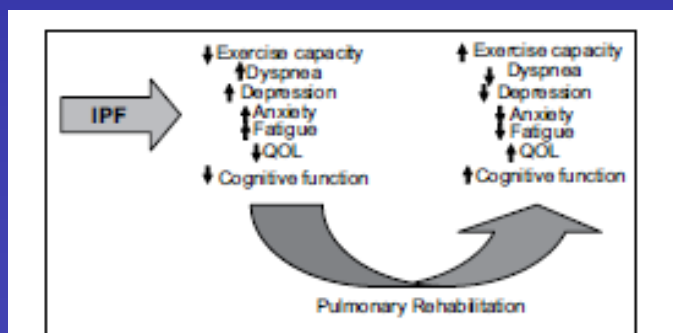 IPF
↓ Exercise capacity
↑ Dyspnea
↑ Depression
↑ Anxiety
↑ Fatigue
↓ QOL
↓ Cognitive function
↑ Exercise capacity
↓ Dyspnea
↓ Depression
↓ Anxiety
↓ Fatigue
↑ QOL
↑ Cognitive function
Pulmonary Rehabilitation